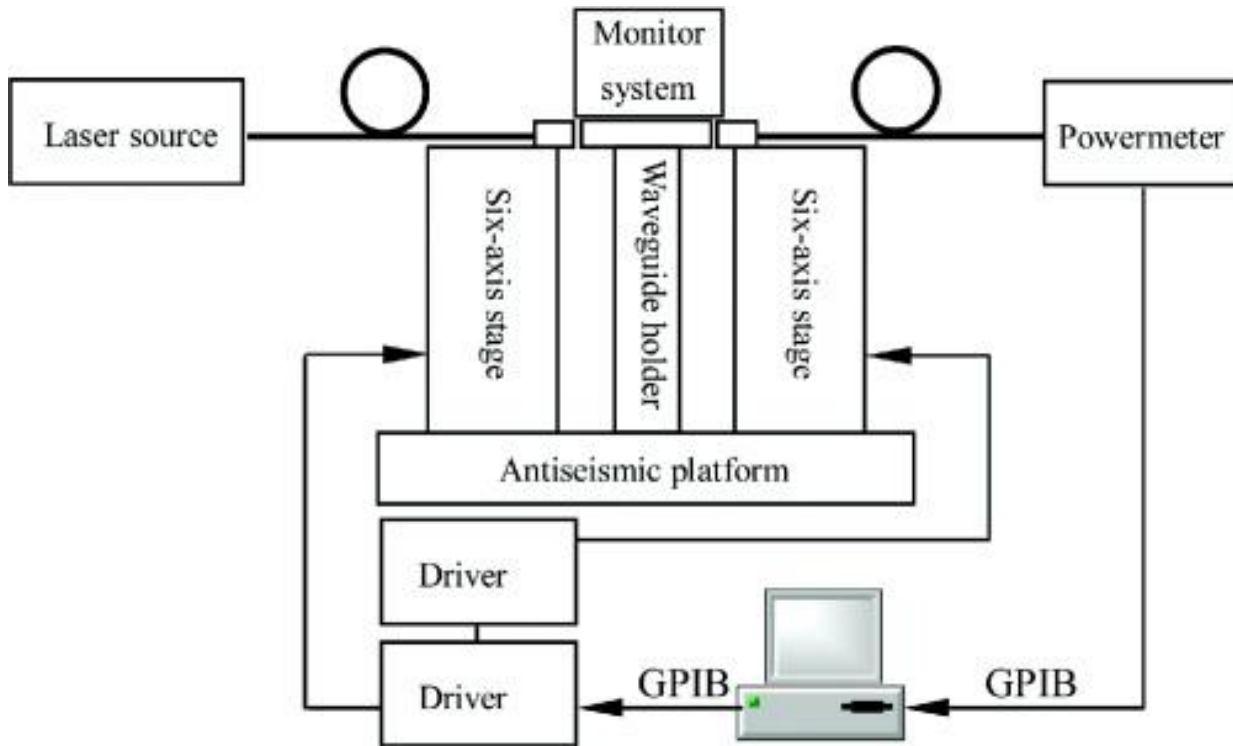 Monitor
system
Laser source
Powermeter
Six-axis stage
Waveguide holder
Six-axis stage
Antiseismic platform
Driver
Driver
GPIB
GPIB